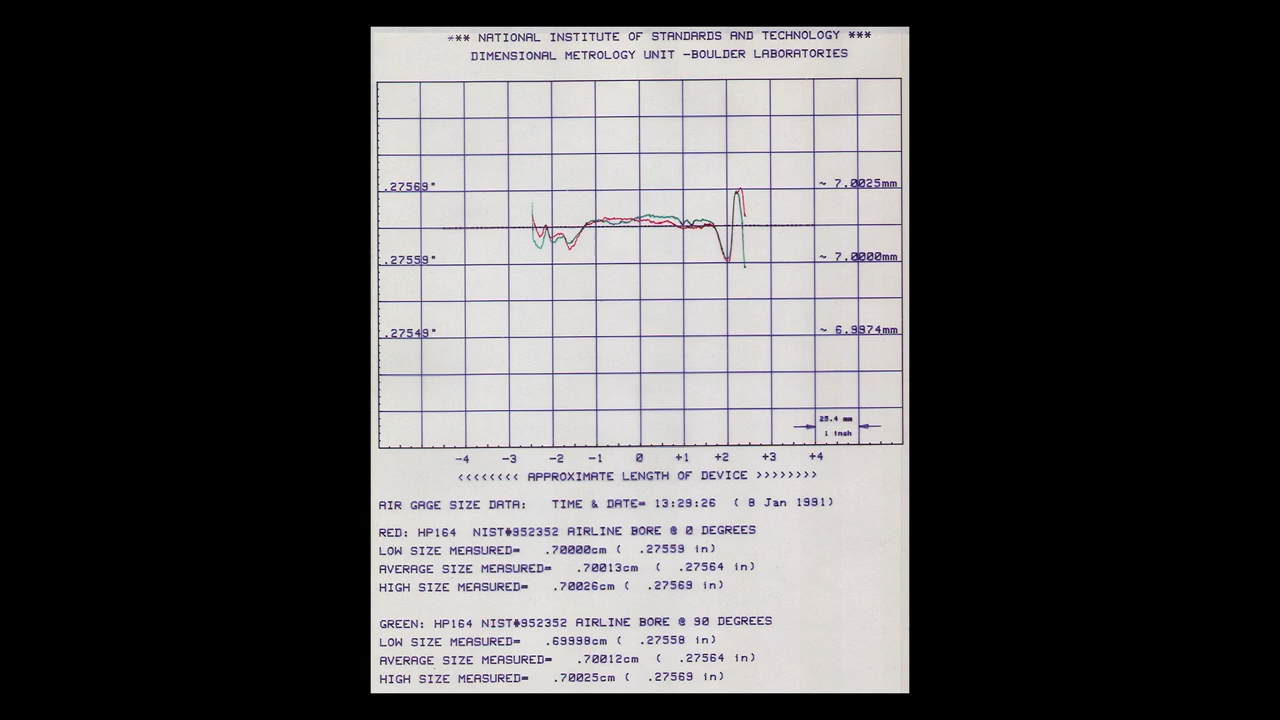 *** NATIONAL INSTITUTE OF STANDARDS AND TECHNOLOGY ***
DIMENSIONAL METROLOGY UNIT -BOULDER LABORATORIES
.27569" ~ 7.0025mm
.27559" ~ 7.0000mm
.27549" ~ 6.9974mm
25.4 mm
1 inch
-4 -3 -2 -1 0 +1 +2 +3 +4
<<<<<<<< APPROXIMATE LENGTH OF DEVICE >>>>>>>>
AIR GAGE SIZE DATA: TIME & DATE= 13:29:26 ( 8 Jan 1991)
RED: HP164 NIST#952352 AIRLINE BORE @ 0 DEGREES
LOW SIZE MEASURED= .70000cm ( .27559 in)
AVERAGE SIZE MEASURED= .70013cm ( .27564 in)
HIGH SIZE MEASURED= .70026cm ( .27569 in)
GREEN: HP164 NIST#952352 AIRLINE BORE @ 90 DEGREES
LOW SIZE MEASURED= .69998cm ( .27558 in)
AVERAGE SIZE MEASURED= .70012cm ( .27564 in)
HIGH SIZE MEASURED= .70025cm ( .27569 in)